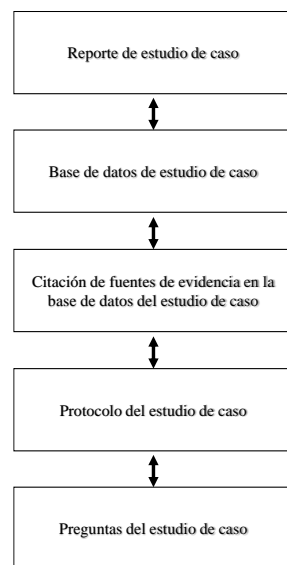 Reporte de estudio de caso
Base de datos de estudio de caso
Citación de fuentes de evidencia en la
base de datos del estudio de caso
Protocolo del estudio de caso
Preguntas del estudio de caso